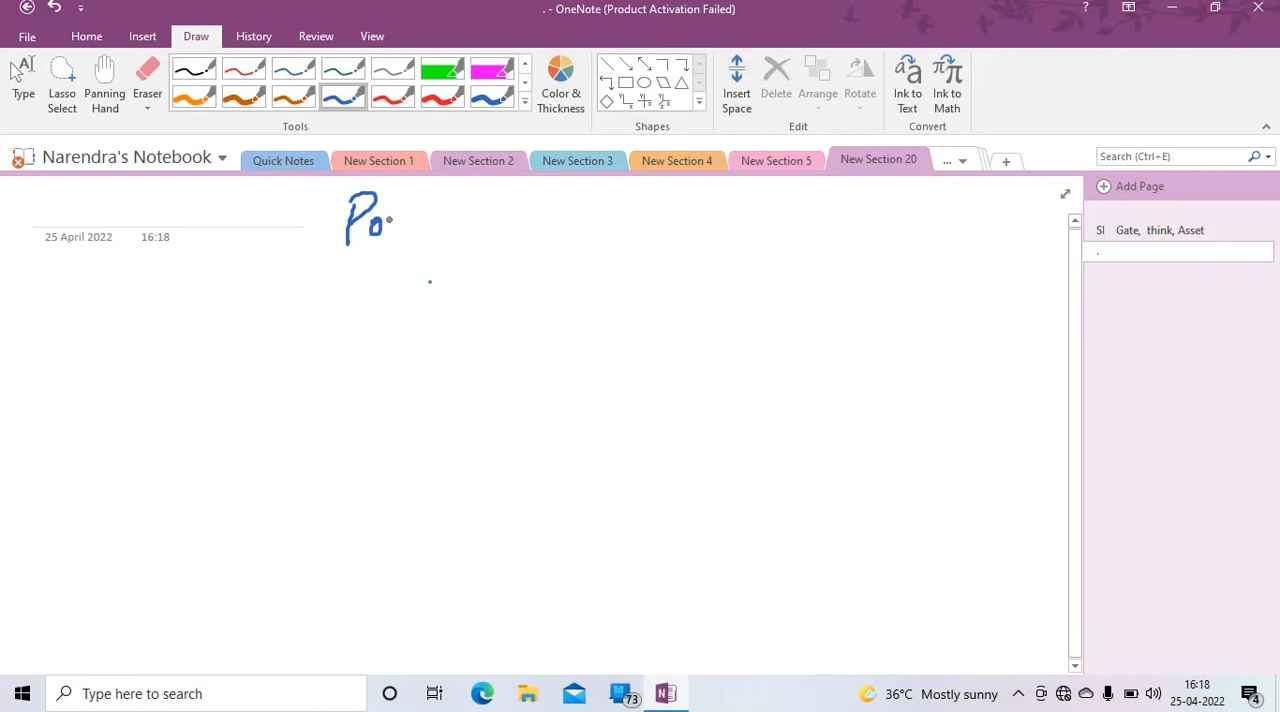 . - OneNote (Product Activation Failed)
?
File
Home
Insert
Draw
History
Review
View
Type
Lasso Select
Panning Hand
Eraser
Color & Thickness
Insert Space
Delete
Arrange
Rotate
Ink to Text
Ink to Math
Tools
Shapes
Edit
Convert
Narendra's Notebook
Quick Notes
New Section 1
New Section 2
New Section 3
New Section 4
New Section 5
New Section 20
...
Search (Ctrl+E)
Add Page
Po
25 April 2022 16:18
SI Gate, think, Asset
.
Type here to search
73
36°C Mostly sunny
16:18
25-04-2022
4